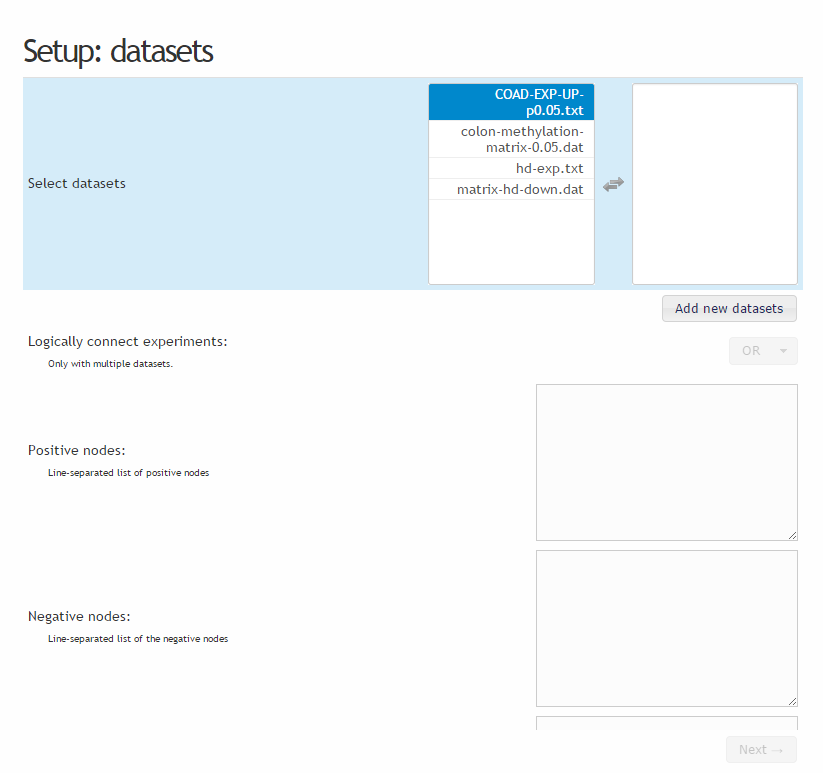 Setup: datasets
COAD-EXP-UP-
p0.05.txt
colon-methylation-
matrix-0.05.dat
hd-exp.txt
matrix-hd-down.dat
Select datasets
Add new datasets
Logically connect experiments:
OR
Only with multiple datasets.
Positive nodes:
Line-separated list of positive nodes
Negative nodes:
Line-separated list of the negative nodes
Next →